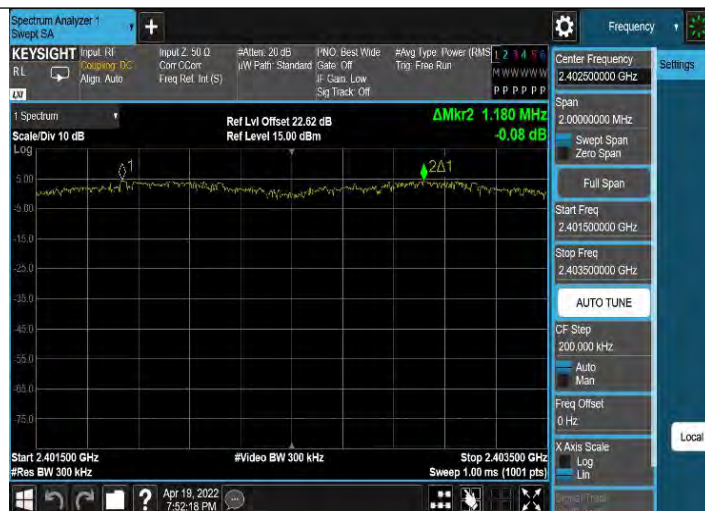 Spectrum Analyzer 1
Swept SA
Frequency
KEYSIGHT
RL
LXI
Input: RF
Coupling: DC
Align: Auto
Input Z: 50 Ω
Corr CCorr
Freq Ref: Int (S)
#Atten: 20 dB
µW Path: Standard
PNO: Best Wide
Gate: Off
IF Gain: Low
Sig Track: Off
#Avg Type: Power (RMS
Trig: Free Run
1 2 3 4 5 6
M W W W W W
P P P P P P
1 Spectrum
Scale/Div 10 dB
Log
Ref Lvl Offset 22.62 dB
Ref Level 15.00 dBm
ΔMkr2 1.180 MHz
-0.08 dB
1
2Δ1
5.00
-5.00
-15.0
-25.0
-35.0
-45.0
-55.0
-65.0
-75.0
Start 2.401500 GHz
#Res BW 300 kHz
#Video BW 300 kHz
Stop 2.403500 GHz
Sweep 1.00 ms (1001 pts)
Center Frequency
2.402500000 GHz
Settings
Span
2.00000000 MHz
Swept Span
Zero Span
Full Span
Start Freq
2.401500000 GHz
Stop Freq
2.403500000 GHz
AUTO TUNE
CF Step
200.000 kHz
Auto
Man
Freq Offset
0 Hz
X Axis Scale
Log
Lin
Local
?
Apr 19, 2022
7:52:18 PM